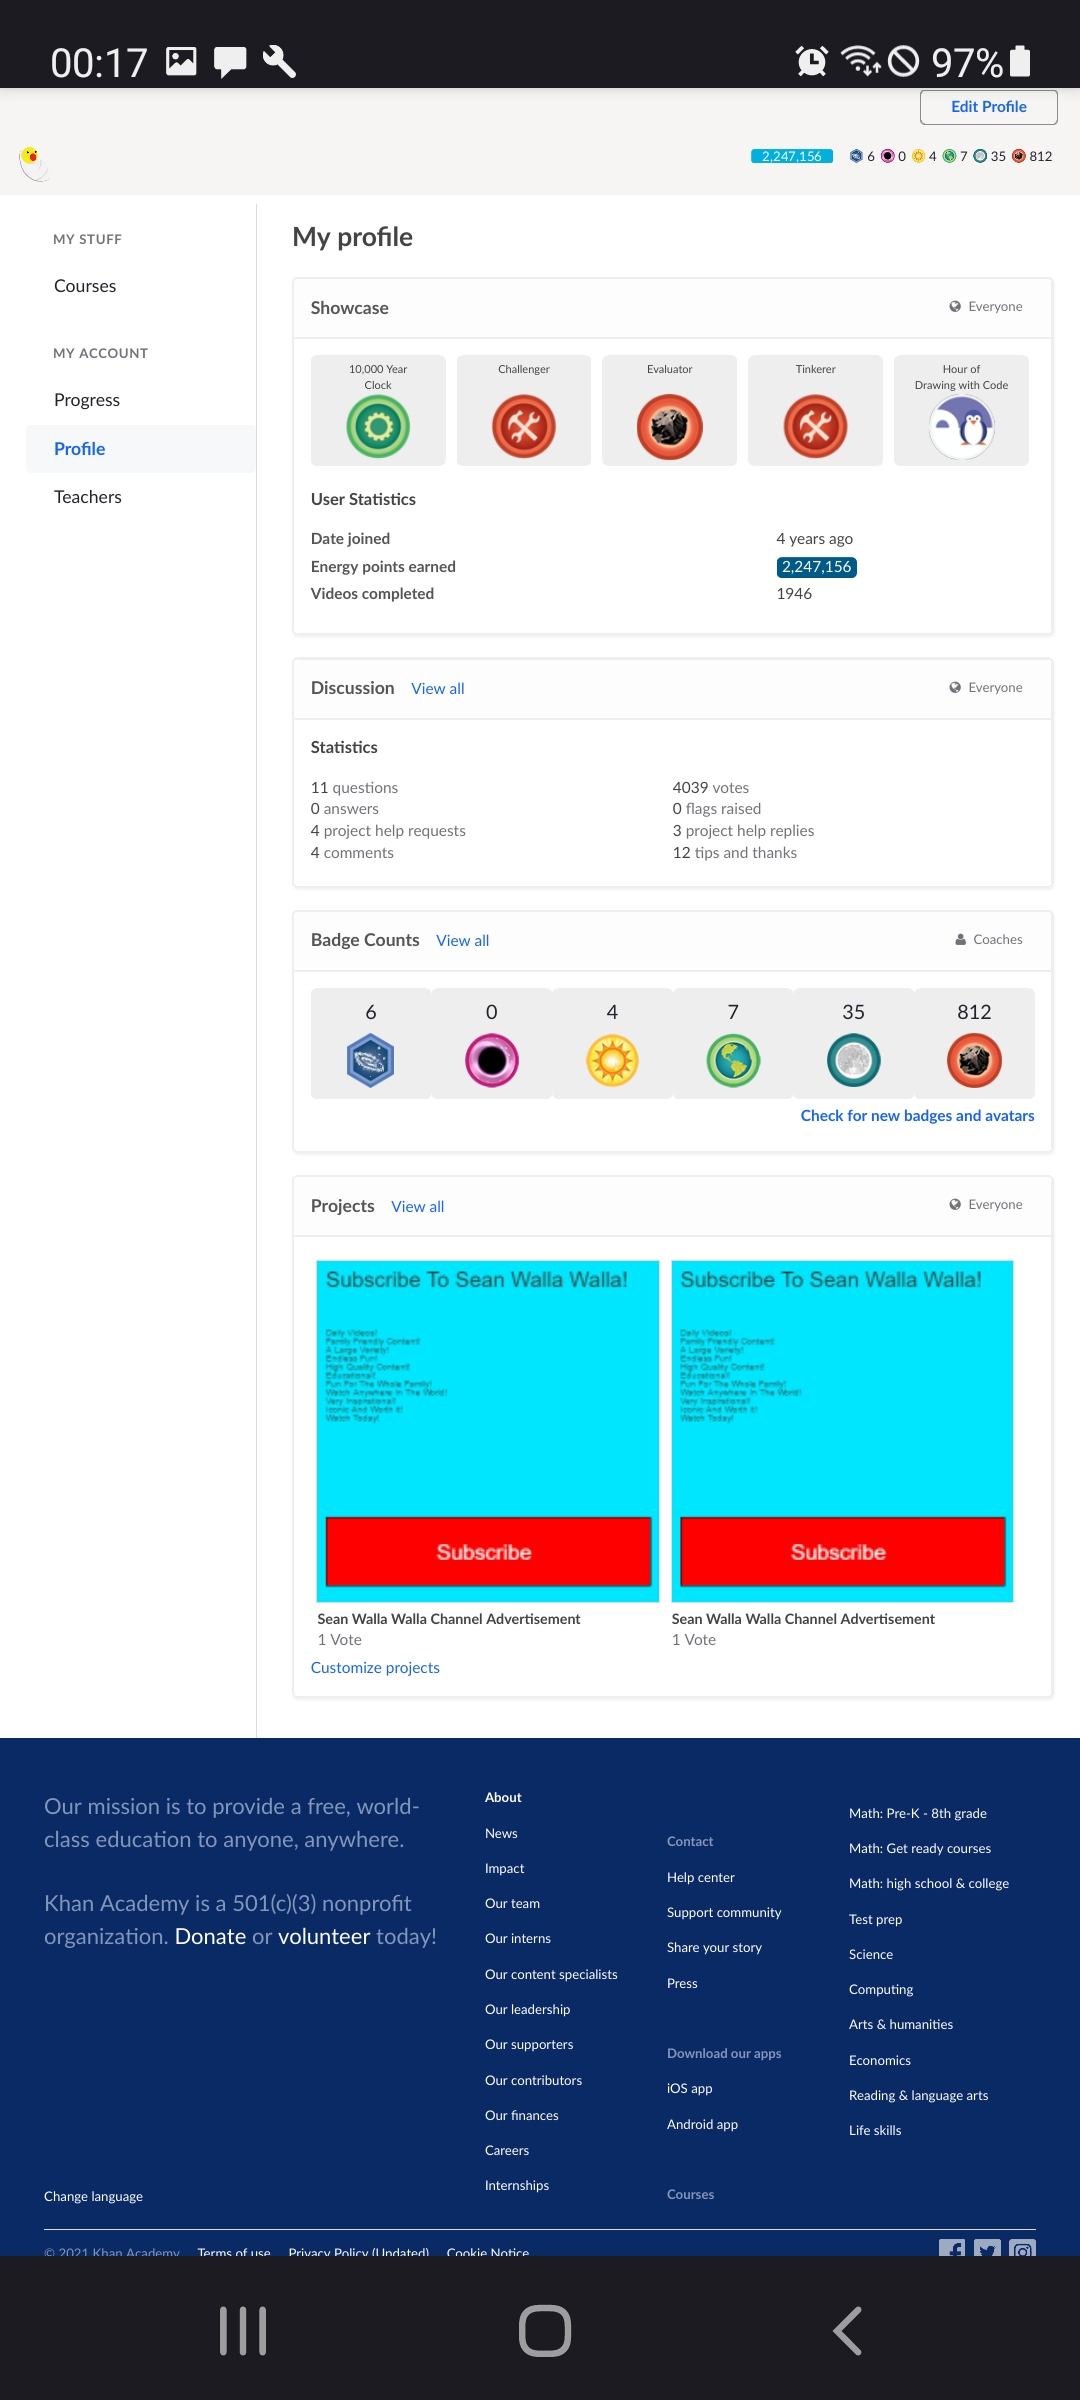 00:17
97%
Edit Profile
2,247,156 6 0 4 7 35 812
MY STUFF
Courses
MY ACCOUNT
Progress
Profile
Teachers
My profile
Showcase
Everyone
10,000 Year
Clock
Challenger
Evaluator
Tinkerer
Hour of
Drawing with Code
User Statistics
Date joined 4 years ago
Energy points earned 2,247,156
Videos completed 1946
Discussion View all
Everyone
Statistics
11 questions
0 answers
4 project help requests
4 comments
4039 votes
0 flags raised
3 project help replies
12 tips and thanks
Badge Counts View all
Coaches
6 0 4 7 35 812
Check for new badges and avatars
Projects View all
Everyone
Subscribe To Sean Walla Walla!
Daily Videos!
Family Friendly Content!
A Large Variety!
Endless Fun!
High Quality Content!
Educational!
Fun For The Whole Family!
Watch Anywhere In The World!
Very Inspirational!
Iconic And Worth it!
Watch Today!
Subscribe
Sean Walla Walla Channel Advertisement
1 Vote
Subscribe To Sean Walla Walla!
Daily Videos!
Family Friendly Content!
A Large Variety!
Endless Fun!
High Quality Content!
Educational!
Fun For The Whole Family!
Watch Anywhere In The World!
Very Inspirational!
Iconic And Worth it!
Watch Today!
Subscribe
Sean Walla Walla Channel Advertisement
1 Vote
Customize projects
Our mission is to provide a free, world-
class education to anyone, anywhere.
Khan Academy is a 501(c)(3) nonprofit
organization. Donate or volunteer today!
About
News
Impact
Our team
Our interns
Our content specialists
Our leadership
Our supporters
Our contributors
Our finances
Careers
Internships
Contact
Help center
Support community
Share your story
Press
Download our apps
iOS app
Android app
Courses
Math: Pre-K - 8th grade
Math: Get ready courses
Math: high school & college
Test prep
Science
Computing
Arts & humanities
Economics
Reading & language arts
Life skills
Change language
© 2021 Khan Academy Terms of use Privacy Policy (Updated) Cookie Notice